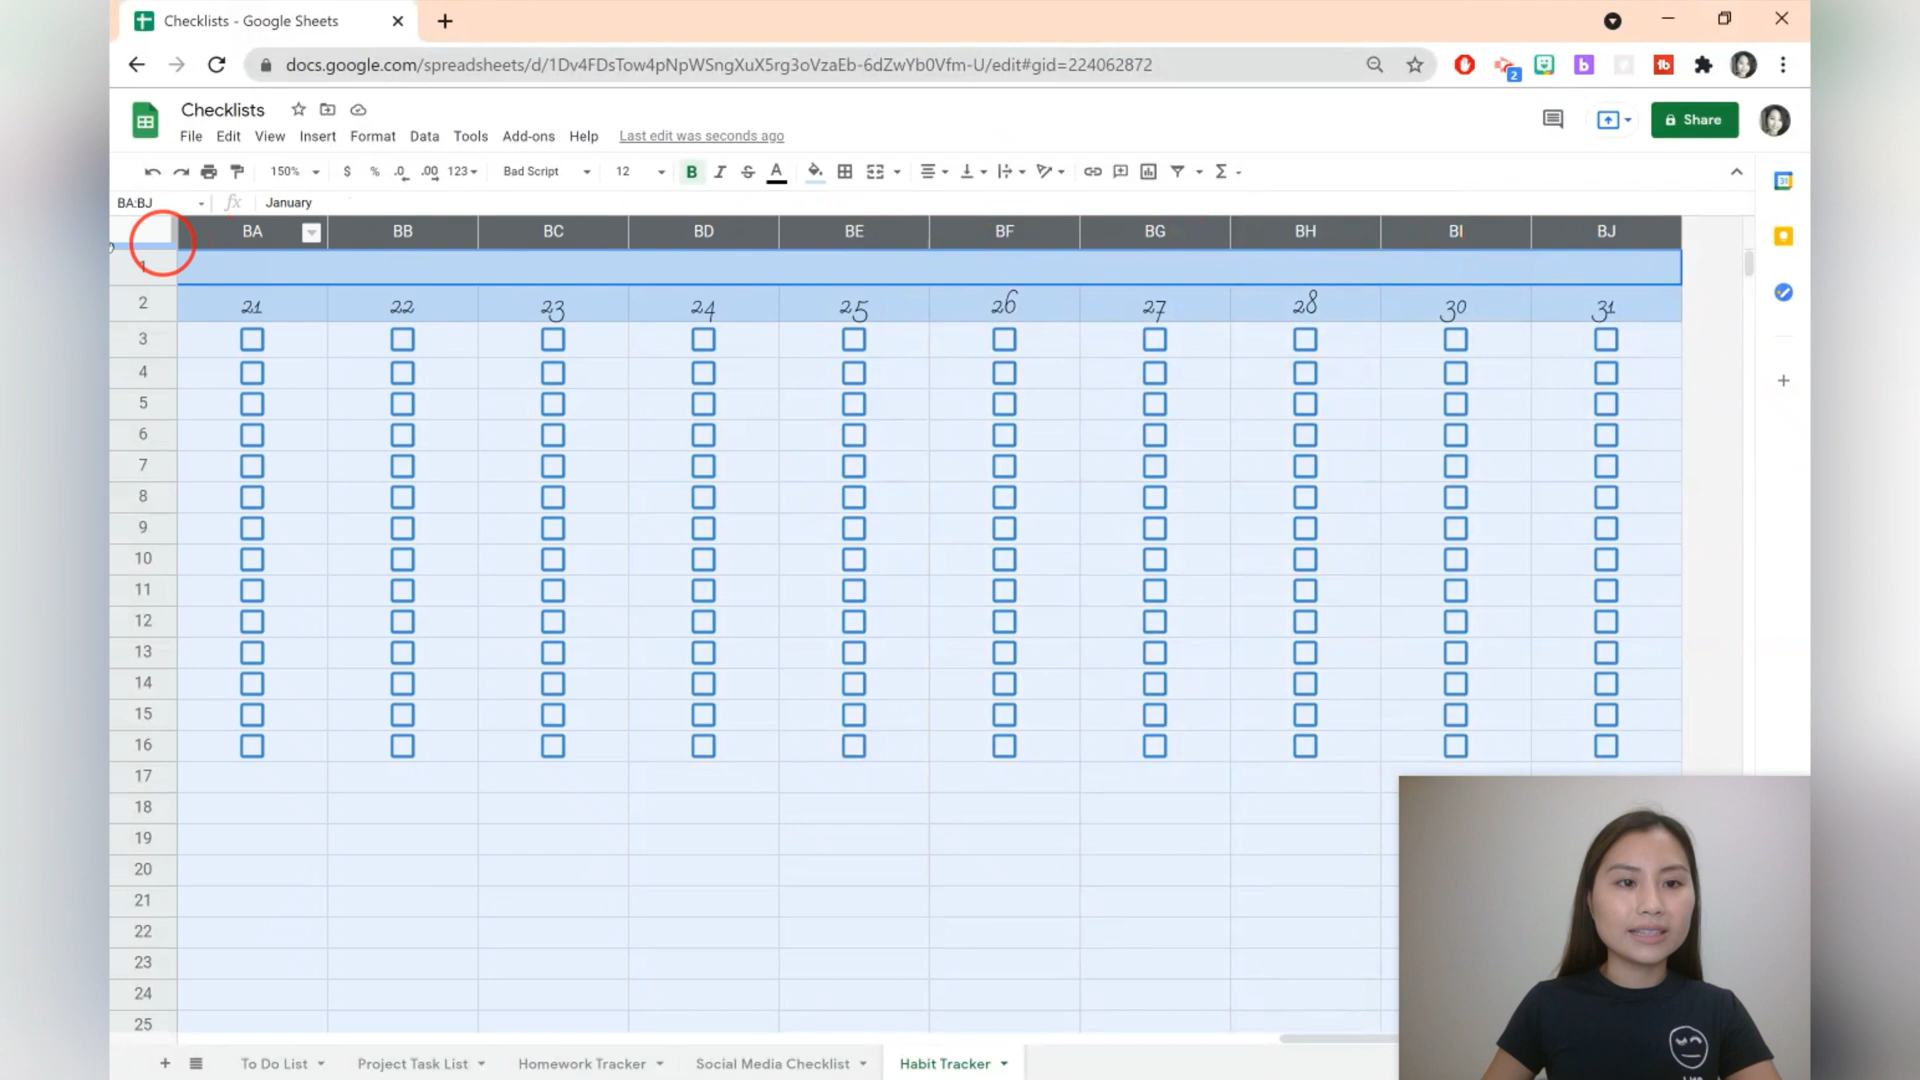 Checklists - Google Sheets
docs.google.com/spreadsheets/d/1Dv4FDsTow4pNpWSngXuX5rg3oVzaEb-6dZwYb0Vfm-U/edit#gid=224062872
2
b
1b
Checklists
File Edit View Insert Format Data Tools Add-ons Help Last edit was seconds ago
Share
150% $ % .0 .00 123 Bad Script 12 B I S A Σ
31
BA:BJ fx January
BA BB BC BD BE BF BG BH BI BJ
1
2 21 22 23 24 25 26 27 28 30 31
3
4
5
6
7
8
9
10
11
12
13
14
15
16
17
18
19
20
21
22
23
24
25
To Do List Project Task List Homework Tracker Social Media Checklist Habit Tracker